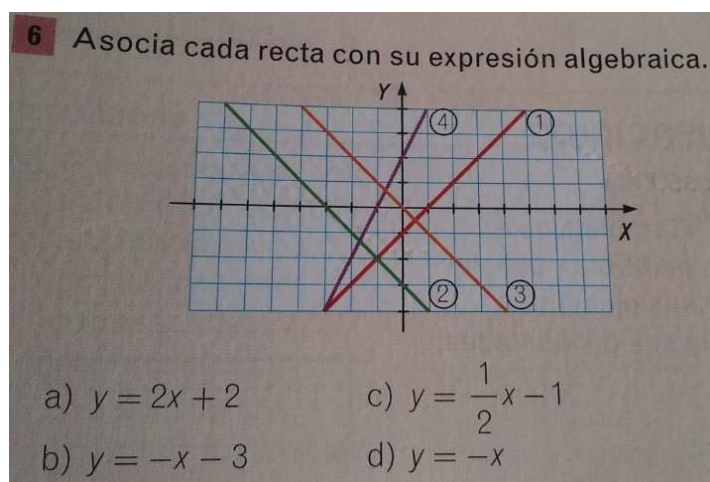 6 Asocia cada recta con su expresión algebraica.
Y
④ ①
X
② ③
a) y = 2x + 2
c) y = 1/2 x - 1
b) y = -x - 3
d) y = -x